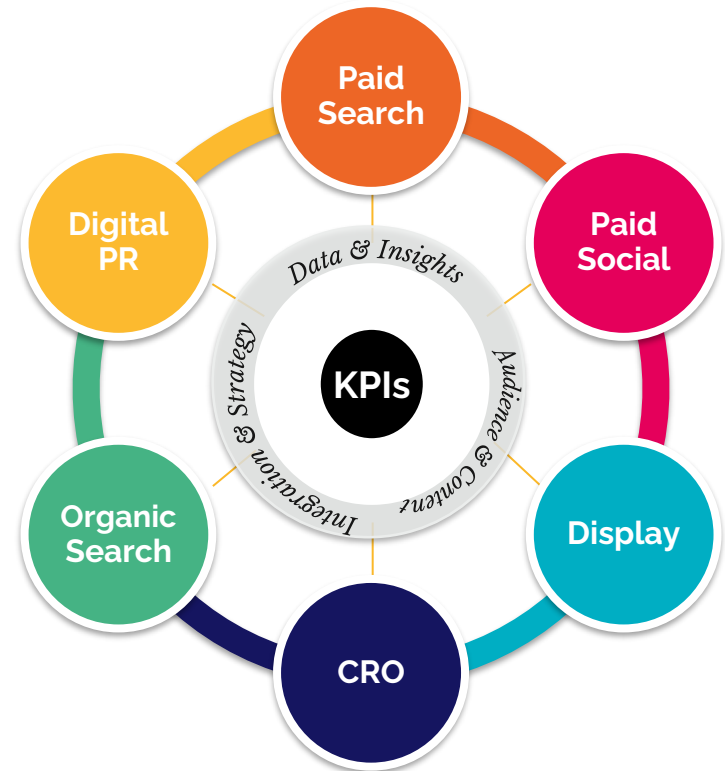 Paid
Search
Digital
PR
Paid
Social
Data & Insights
Integration & Strategy
KPIs
Audience & Content
Organic
Search
Display
CRO